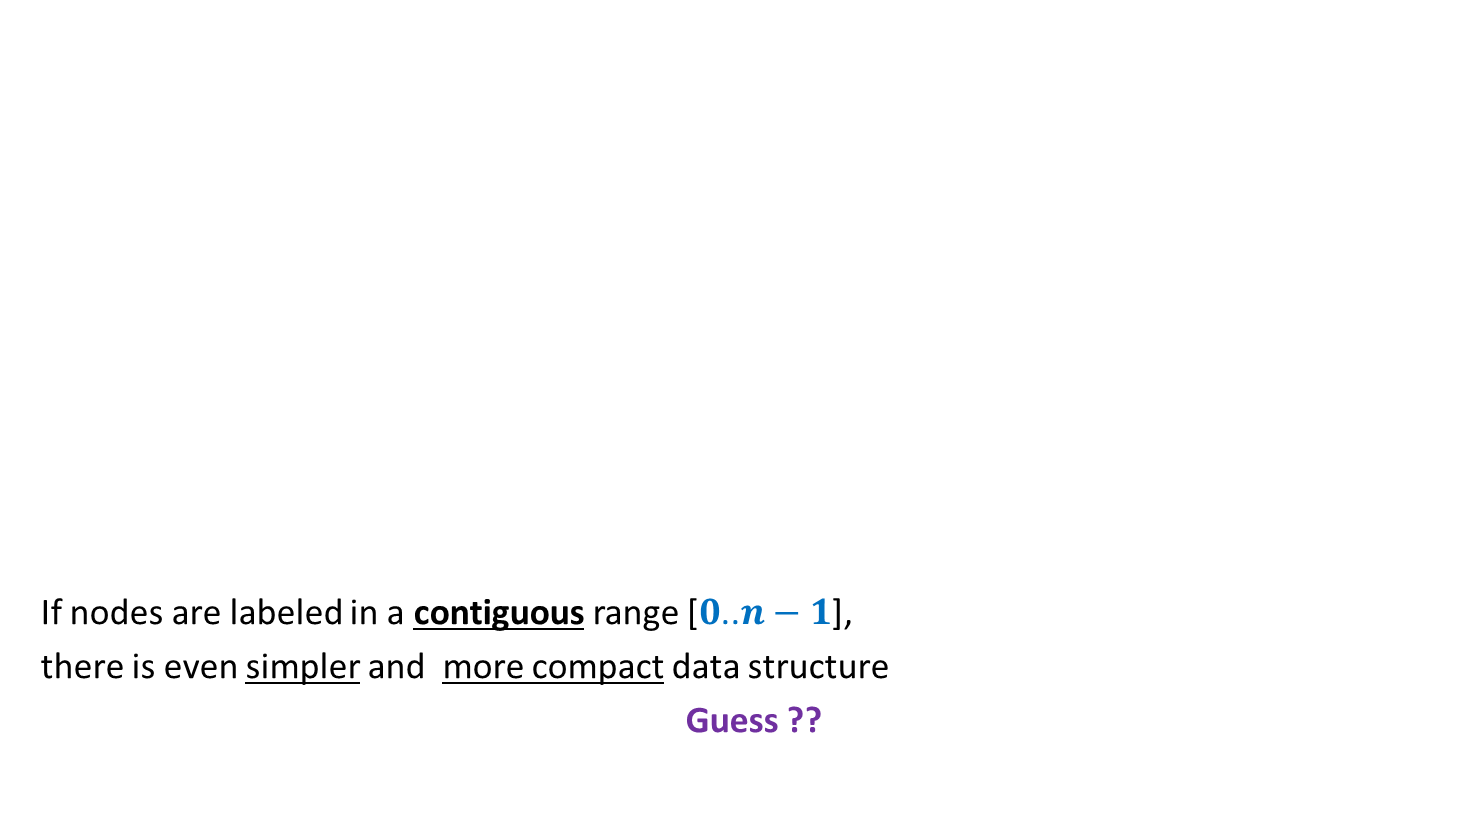 If nodes are labeled in a contiguous range [0..n − 1],
there is even simpler and more compact data structure
Guess ??